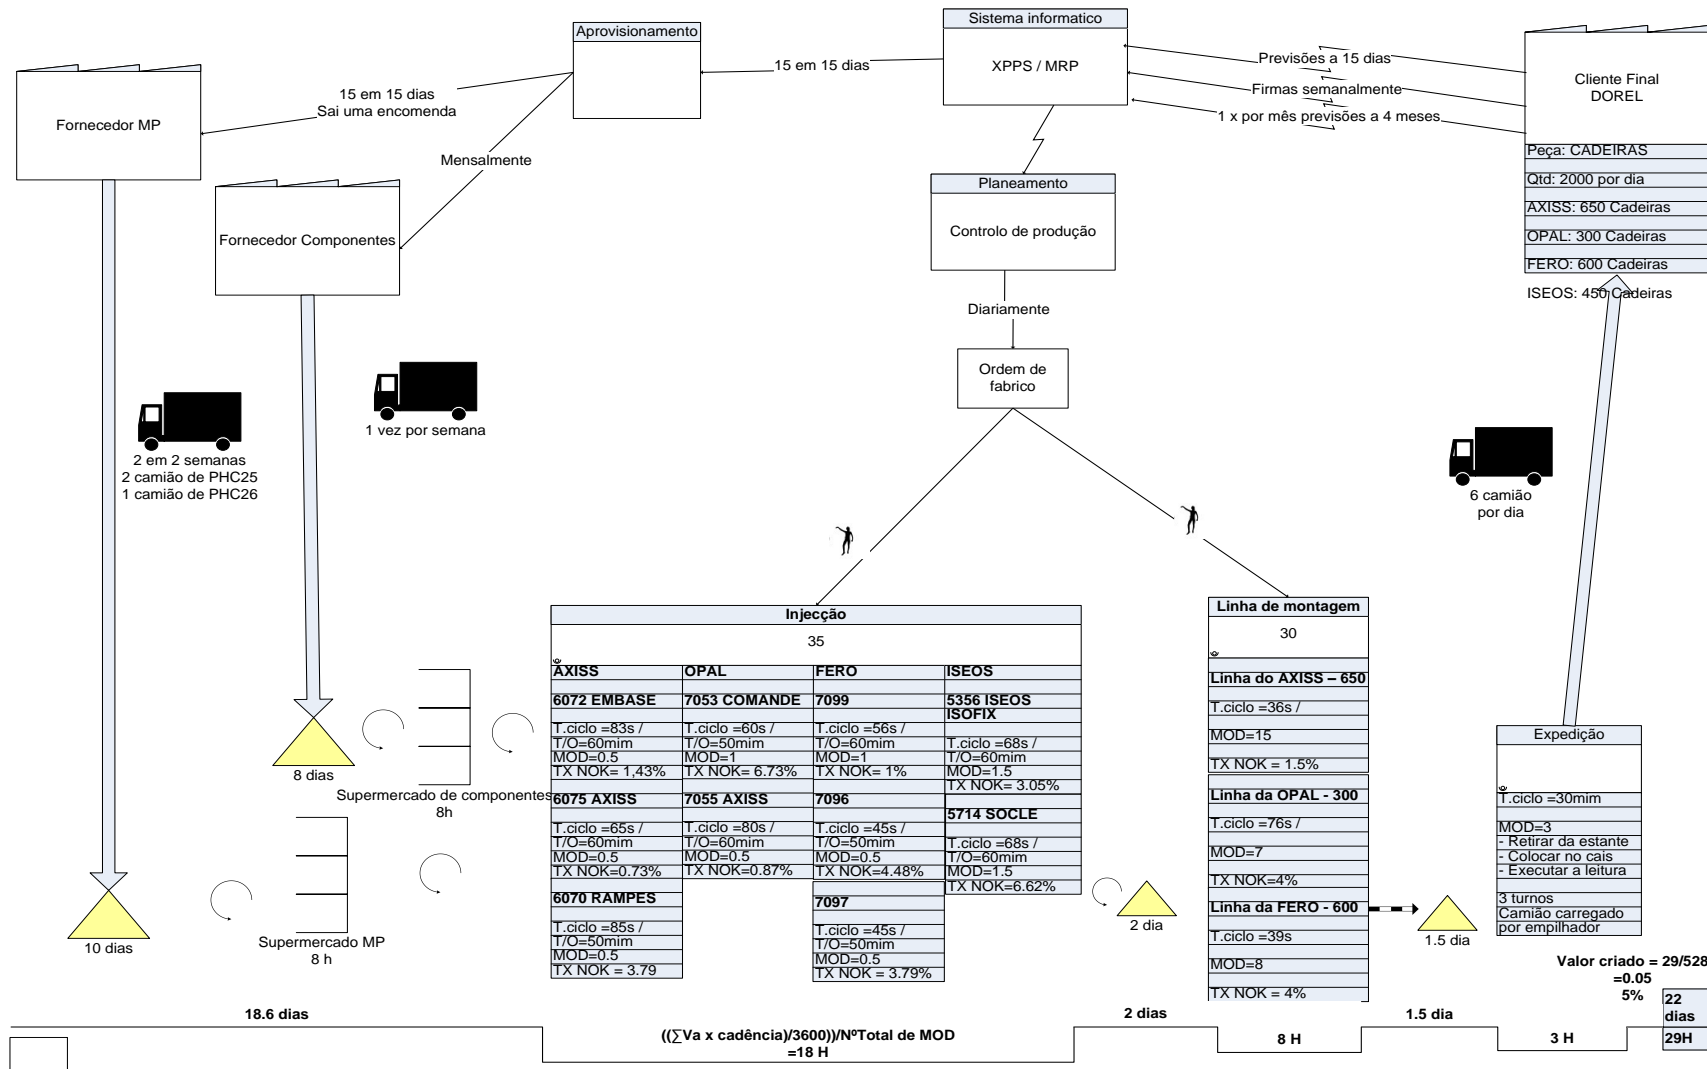 Sistema informatico
XPPS / MRP
Aprovisionamento
15 em 15 dias
Previsões a 15 dias
Firmas semanalmente
1 x por mês previsões a 4 meses
Cliente Final
DOREL
Peça: CADEIRAS
Qtd: 2000 por dia
AXISS: 650 Cadeiras
OPAL: 300 Cadeiras
FERO: 600 Cadeiras
ISEOS: 450 Cadeiras
Fornecedor MP
15 em 15 dias
Sai uma encomenda
Mensalmente
Fornecedor Componentes
Planeamento
Controlo de produção
Diariamente
Ordem de
fabrico
2 em 2 semanas
2 camião de PHC25
1 camião de PHC26
1 vez por semana
6 camião
por dia
8 dias
Supermercado de componentes
8h
10 dias
Supermercado MP
8 h
Injecção
35
AXISS
6072 EMBASE
T.ciclo =83s /
T/O=60mim
MOD=0.5
TX NOK= 1,43%
6075 AXISS
T.ciclo =65s /
T/O=60mim
MOD=0.5
TX NOK=0.73%
6070 RAMPES
T.ciclo =85s /
T/O=50mim
MOD=0.5
TX NOK = 3.79
OPAL
7053 COMANDE
T.ciclo =60s /
T/O=50mim
MOD=1
TX NOK= 6.73%
7055 AXISS
T.ciclo =80s /
T/O=60mim
MOD=0.5
TX NOK=0.87%
FERO
7099
T.ciclo =56s /
T/O=60mim
MOD=1
TX NOK= 1%
7096
T.ciclo =45s /
T/O=50mim
MOD=0.5
TX NOK=4.48%
7097
T.ciclo =45s /
T/O=50mim
MOD=0.5
TX NOK = 3.79%
ISEOS
5356 ISEOS
ISOFIX
T.ciclo =68s /
T/O=60mim
MOD=1.5
TX NOK= 3.05%
5714 SOCLE
T.ciclo =68s /
T/O=60mim
MOD=1.5
TX NOK=6.62%
2 dia
Linha de montagem
30
Linha do AXISS – 650
T.ciclo =36s /
MOD=15
TX NOK = 1.5%
Linha da OPAL - 300
T.ciclo =76s /
MOD=7
TX NOK=4%
Linha da FERO - 600
T.ciclo =39s
MOD=8
TX NOK = 4%
1.5 dia
Expedição
T.ciclo =30mim
MOD=3
- Retirar da estante
- Colocar no cais
- Executar a leitura
3 turnos
Camião carregado
por empilhador
Valor criado = 29/528
=0.05
5%
18.6 dias
((∑Va x cadência)/3600))/NºTotal de MOD
=18 H
2 dias
8 H
1.5 dia
3 H
22
dias
29H